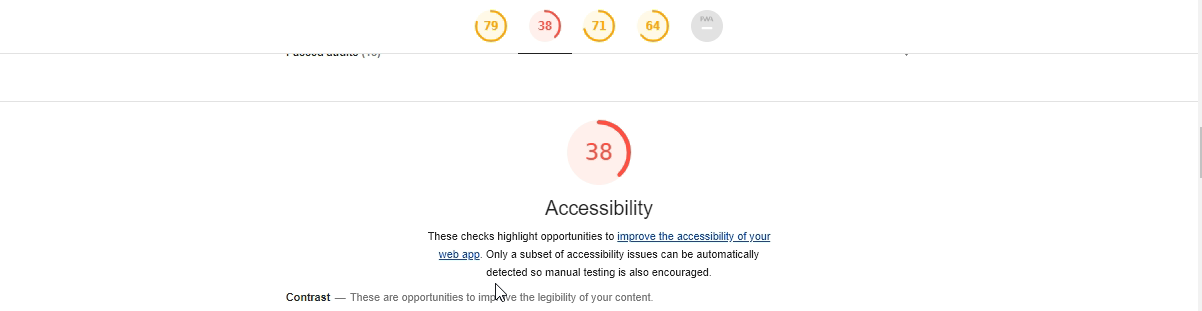 79 38 71 64 PWA
Passed audits
38
Accessibility
These checks highlight opportunities to improve the accessibility of your
web app. Only a subset of accessibility issues can be automatically
detected so manual testing is also encouraged.
Contrast — These are opportunities to improve the legibility of your content.